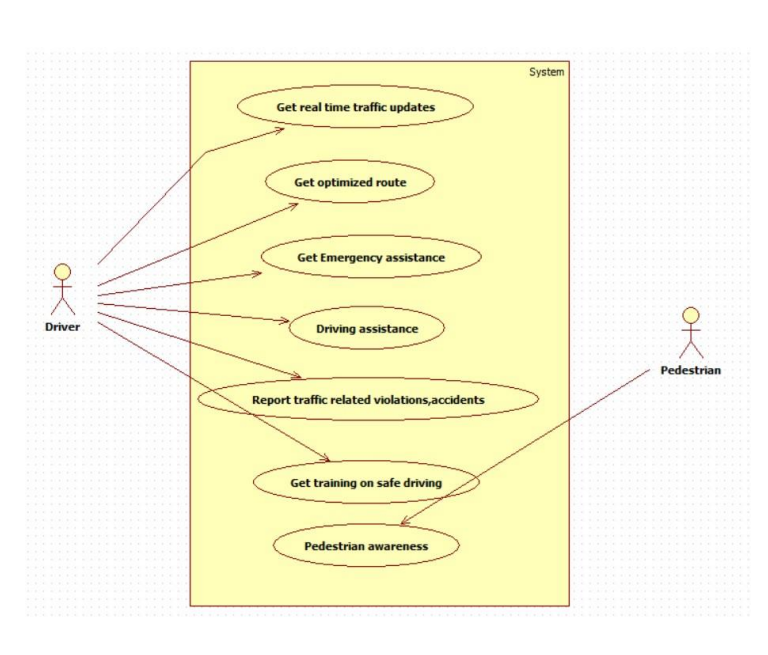 System
Get real time traffic updates
Get optimized route
Get Emergency assistance
Driver
Driving assistance
Pedestrian
Report traffic related violations,accidents
Get training on safe driving
Pedestrian awareness